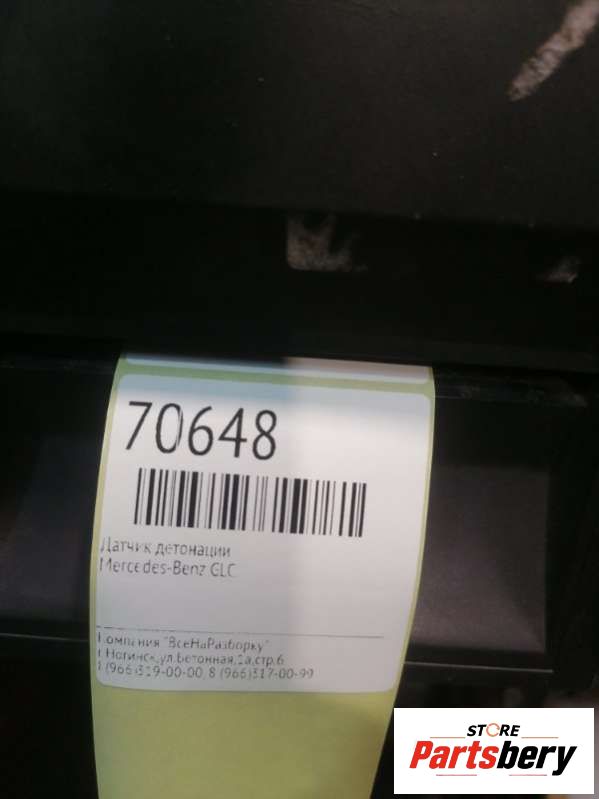 70648
Датчик детонации
Mercedes-Benz GLC
Компания "ВсеНаРазборку"
г.Ногинск,ул.Бетонная,2а,стр.6
8 (966)319-00-00, 8 (966)317-00-99
STORE
Partsbery